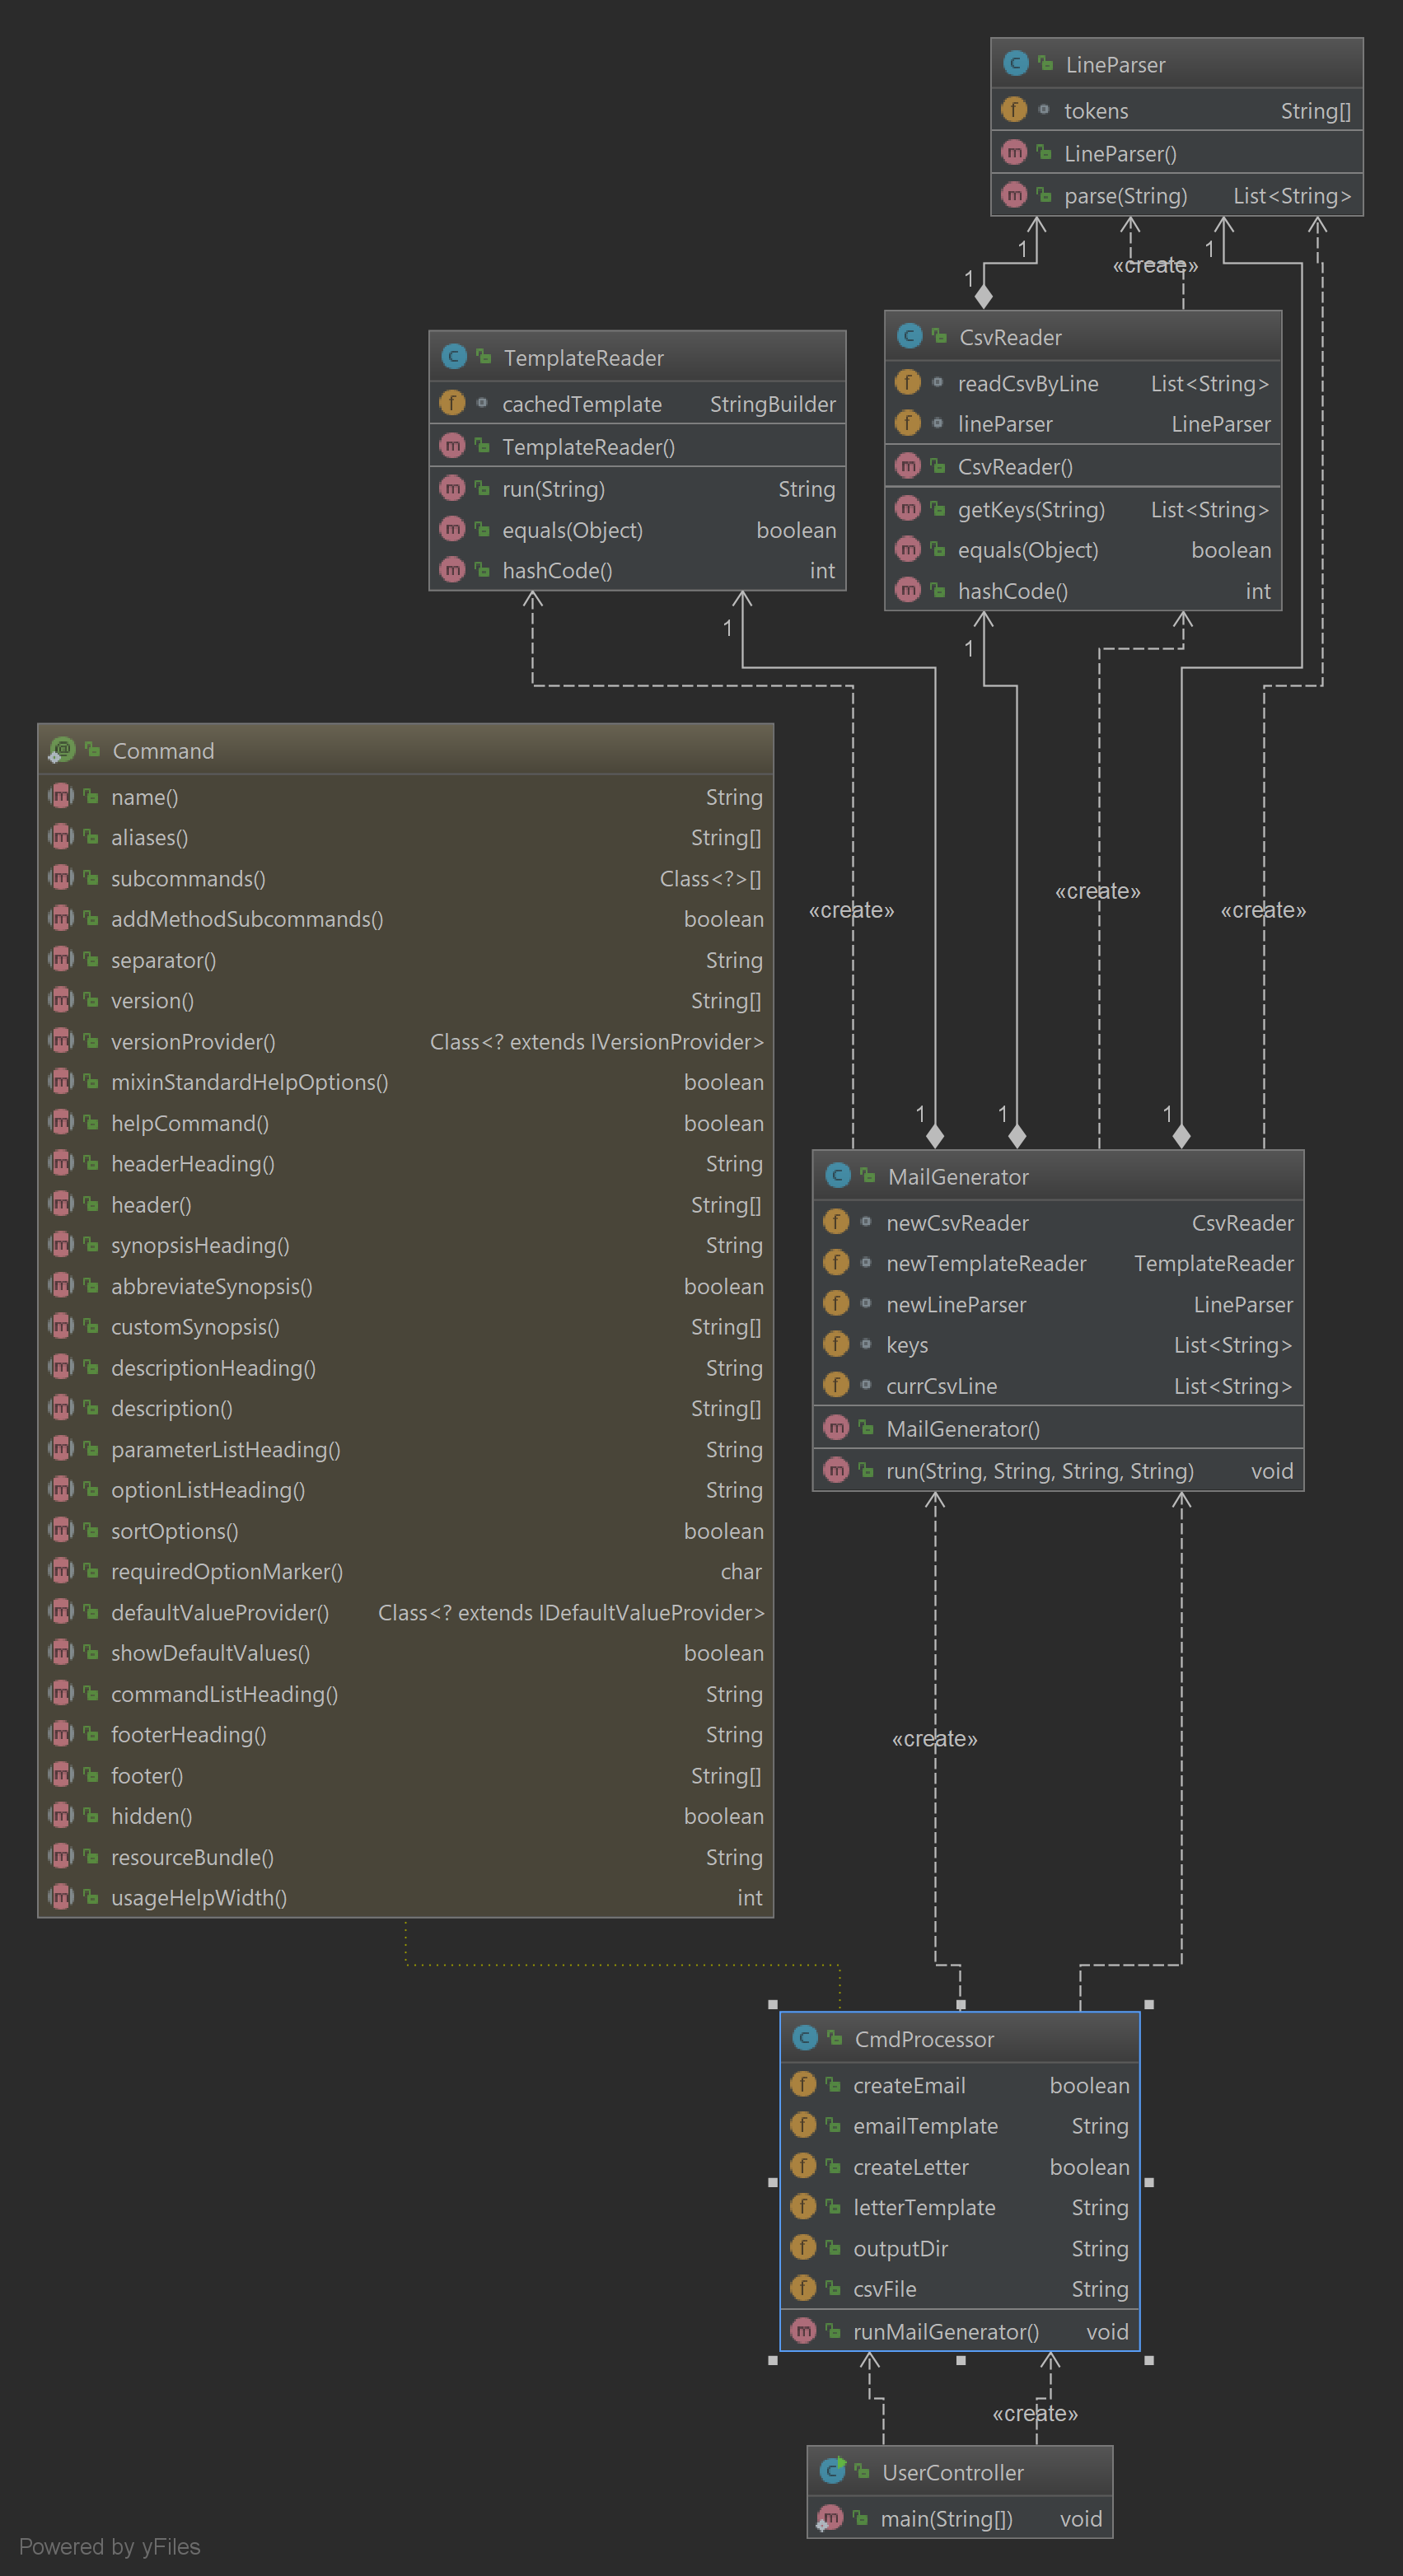 LineParser
tokens String[]
LineParser()
parse(String) List<String>
1
1
«create»
1
CsvReader
readCsvByLine List<String>
lineParser LineParser
CsvReader()
getKeys(String) List<String>
equals(Object) boolean
hashCode() int
TemplateReader
cachedTemplate StringBuilder
TemplateReader()
run(String) String
equals(Object) boolean
hashCode() int
1
1
Command
name() String
aliases() String[]
subcommands() Class<?>[]
addMethodSubcommands() boolean
separator() String
version() String[]
versionProvider() Class<? extends IVersionProvider>
mixinStandardHelpOptions() boolean
helpCommand() boolean
headerHeading() String
header() String[]
synopsisHeading() String
abbreviateSynopsis() boolean
customSynopsis() String[]
descriptionHeading() String
description() String[]
parameterListHeading() String
optionListHeading() String
sortOptions() boolean
requiredOptionMarker() char
defaultValueProvider() Class<? extends IDefaultValueProvider>
showDefaultValues() boolean
commandListHeading() String
footerHeading() String
footer() String[]
hidden() boolean
resourceBundle() String
usageHelpWidth() int
«create»
«create»
«create»
1
1
1
MailGenerator
newCsvReader CsvReader
newTemplateReader TemplateReader
newLineParser LineParser
keys List<String>
currCsvLine List<String>
MailGenerator()
run(String, String, String, String) void
«create»
CmdProcessor
createEmail boolean
emailTemplate String
createLetter boolean
letterTemplate String
outputDir String
csvFile String
runMailGenerator() void
«create»
UserController
main(String[]) void
Powered by yFiles